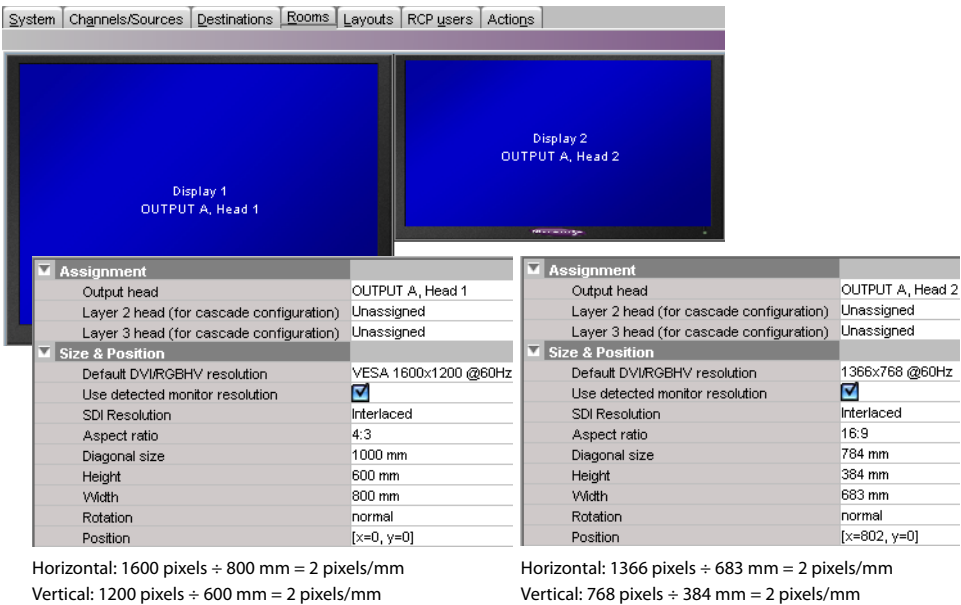 System Channels/Sources Destinations Rooms Layouts RCP users Actions
Display 1
OUTPUT A, Head 1
Display 2
OUTPUT A, Head 2
Assignment
Output head OUTPUT A, Head 1
Layer 2 head (for cascade configuration) Unassigned
Layer 3 head (for cascade configuration) Unassigned
Size & Position
Default DVI/RGBHV resolution VESA 1600x1200 @60Hz
Use detected monitor resolution
SDI Resolution Interlaced
Aspect ratio 4:3
Diagonal size 1000 mm
Height 600 mm
Width 800 mm
Rotation normal
Position [x=0, y=0]
Horizontal: 1600 pixels ÷ 800 mm = 2 pixels/mm
Vertical: 1200 pixels ÷ 600 mm = 2 pixels/mm
Assignment
Output head OUTPUT A, Head 2
Layer 2 head (for cascade configuration) Unassigned
Layer 3 head (for cascade configuration) Unassigned
Size & Position
Default DVI/RGBHV resolution 1366x768 @60Hz
Use detected monitor resolution
SDI Resolution Interlaced
Aspect ratio 16:9
Diagonal size 784 mm
Height 384 mm
Width 683 mm
Rotation normal
Position [x=802, y=0]
Horizontal: 1366 pixels ÷ 683 mm = 2 pixels/mm
Vertical: 768 pixels ÷ 384 mm = 2 pixels/mm